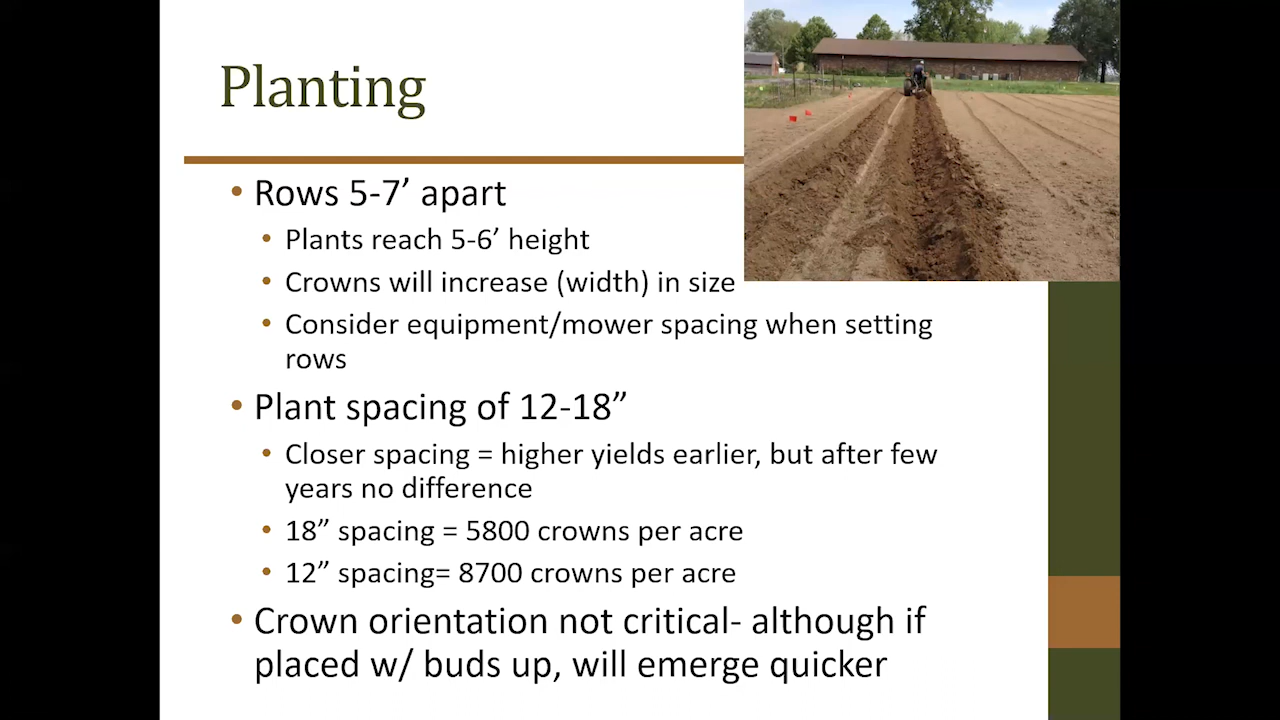 Planting
• Rows 5-7’ apart
• Plants reach 5-6’ height
• Crowns will increase (width) in size
• Consider equipment/mower spacing when setting
rows
• Plant spacing of 12-18”
• Closer spacing = higher yields earlier, but after few
years no difference
• 18” spacing = 5800 crowns per acre
• 12” spacing= 8700 crowns per acre
• Crown orientation not critical- although if
placed w/ buds up, will emerge quicker